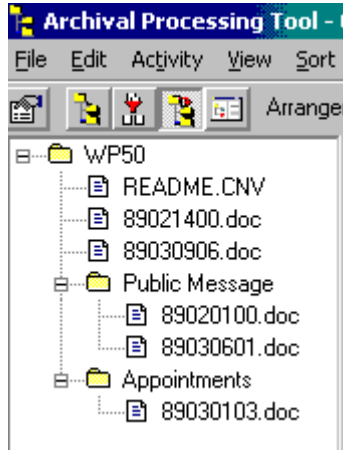 Archival Processing Tool -
File Edit Activity View Sort
Arrange
WP50
README.CNV
89021400.doc
89030906.doc
Public Message
89020100.doc
89030601.doc
Appointments
89030103.doc